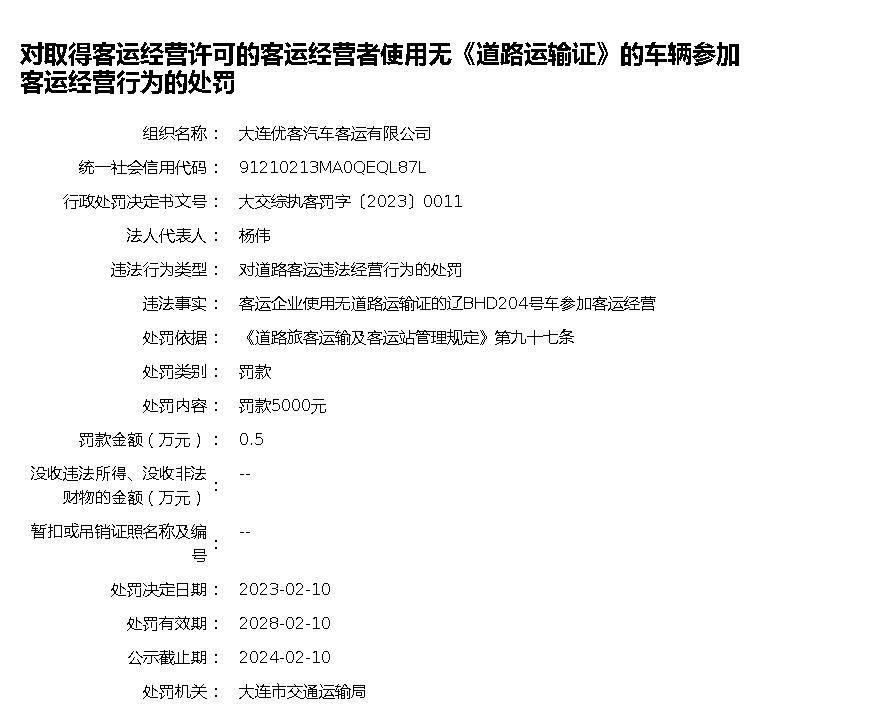 对取得客运经营许可的客运经营者使用无《道路运输证》的车辆参加
客运经营行为的处罚
组织名称： 大连优客汽车客运有限公司
统一社会信用代码： 91210213MA0QEQL87L
行政处罚决定书文号： 大交综执客罚字〔2023〕0011
法人代表人： 杨伟
违法行为类型： 对道路客运违法经营行为的处罚
违法事实： 客运企业使用无道路运输证的辽BHD204号车参加客运经营
处罚依据： 《道路旅客运输及客运站管理规定》第九十七条
处罚类别： 罚款
处罚内容： 罚款5000元
罚款金额（万元）： 0.5
没收违法所得、没收非法
财物的金额（万元）： --
暂扣或吊销证照名称及编
号： --
处罚决定日期： 2023-02-10
处罚有效期： 2028-02-10
公示截止期： 2024-02-10
处罚机关： 大连市交通运输局